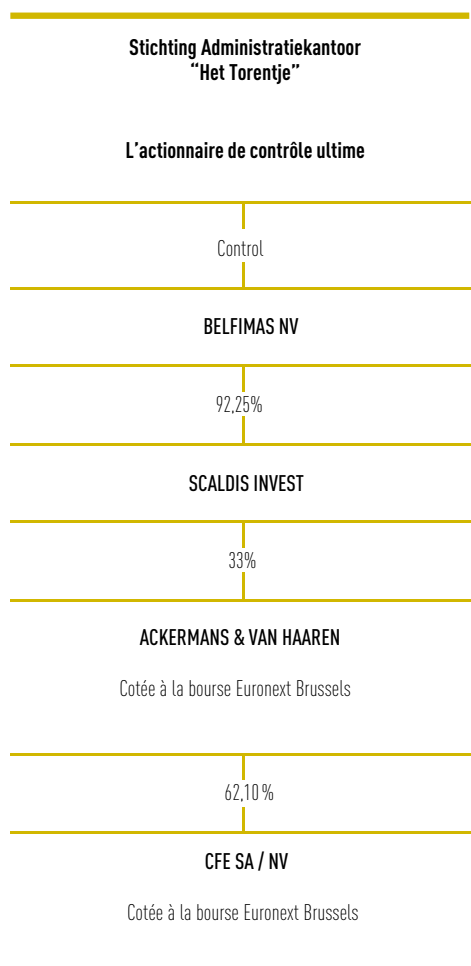 Stichting Administratiekantoor
“Het Torentje”
L’actionnaire de contrôle ultime
Control
BELFIMAS NV
92,25%
SCALDIS INVEST
33%
ACKERMANS & VAN HAAREN
Cotée à la bourse Euronext Brussels
62,10 %
CFE SA / NV
Cotée à la bourse Euronext Brussels